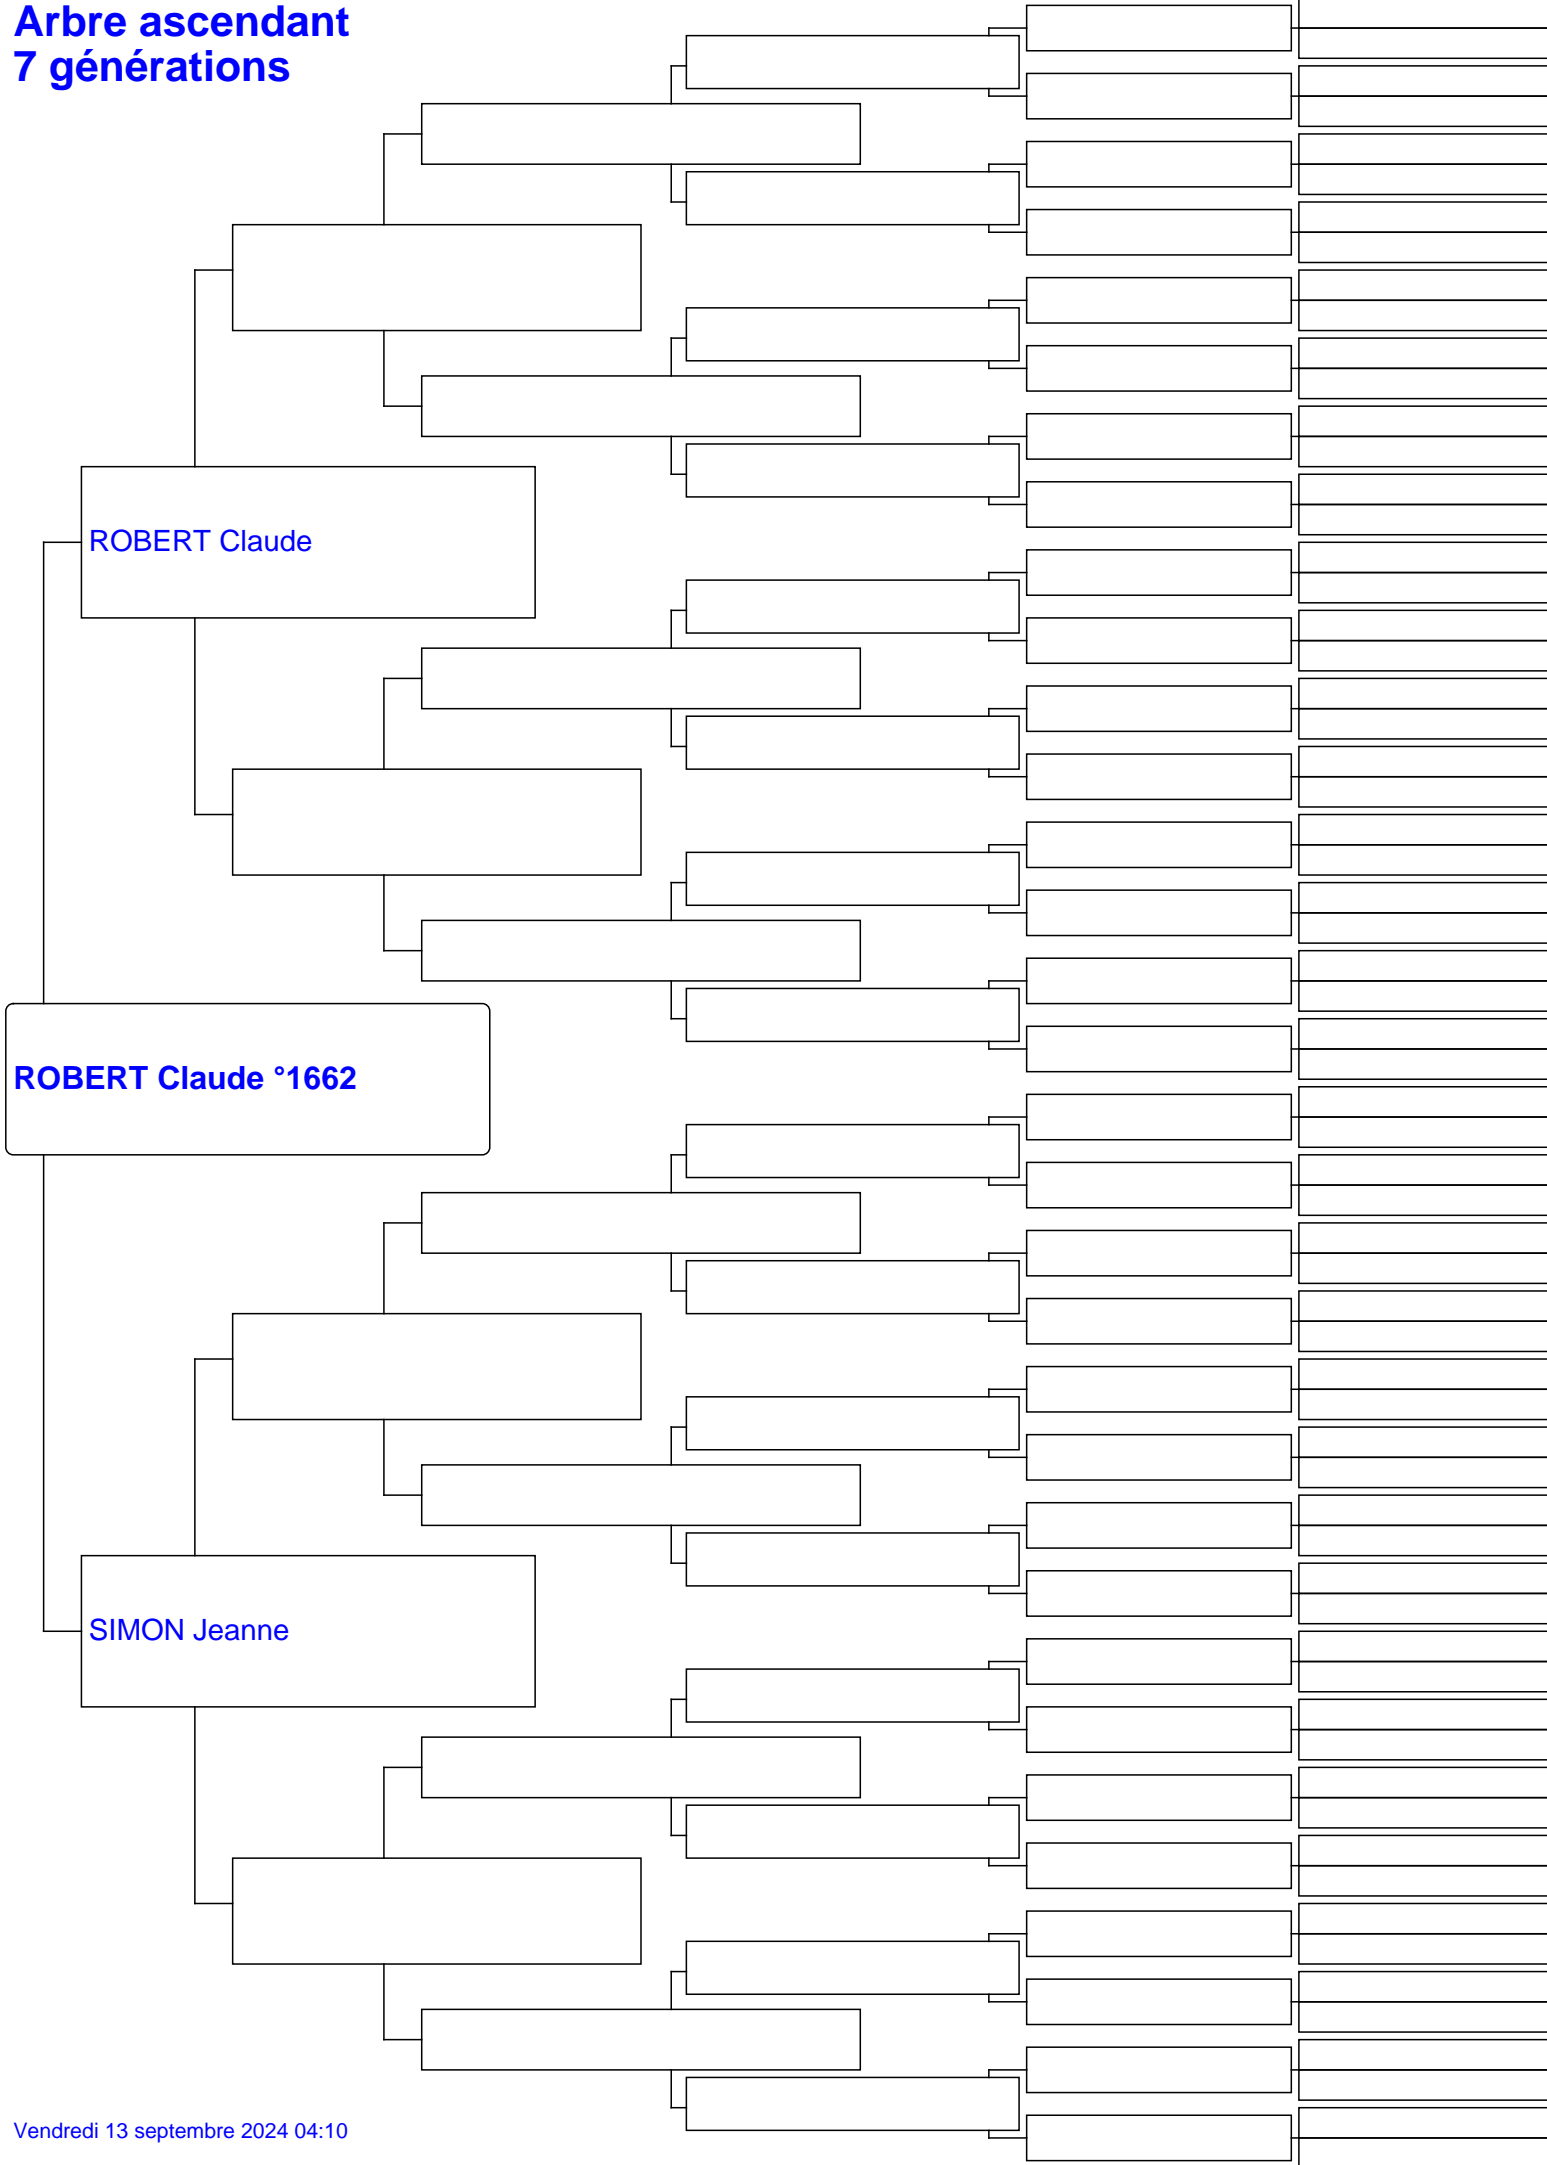 Arbre ascendant
7 générations
ROBERT Claude
ROBERT Claude °1662
SIMON Jeanne
Vendredi 13 septembre 2024 04:10